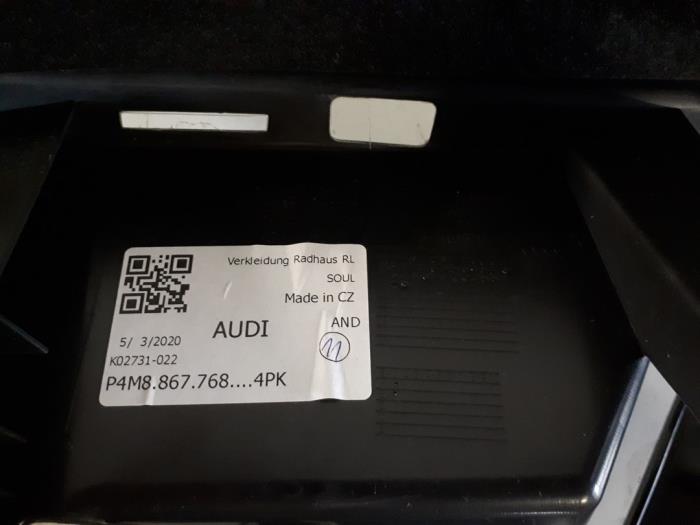 Verkleidung Radhaus RL
SOUL
Made in CZ
AND
AUDI
11
5/ 3/2020
K02731-022
P4M8.867.768....4PK